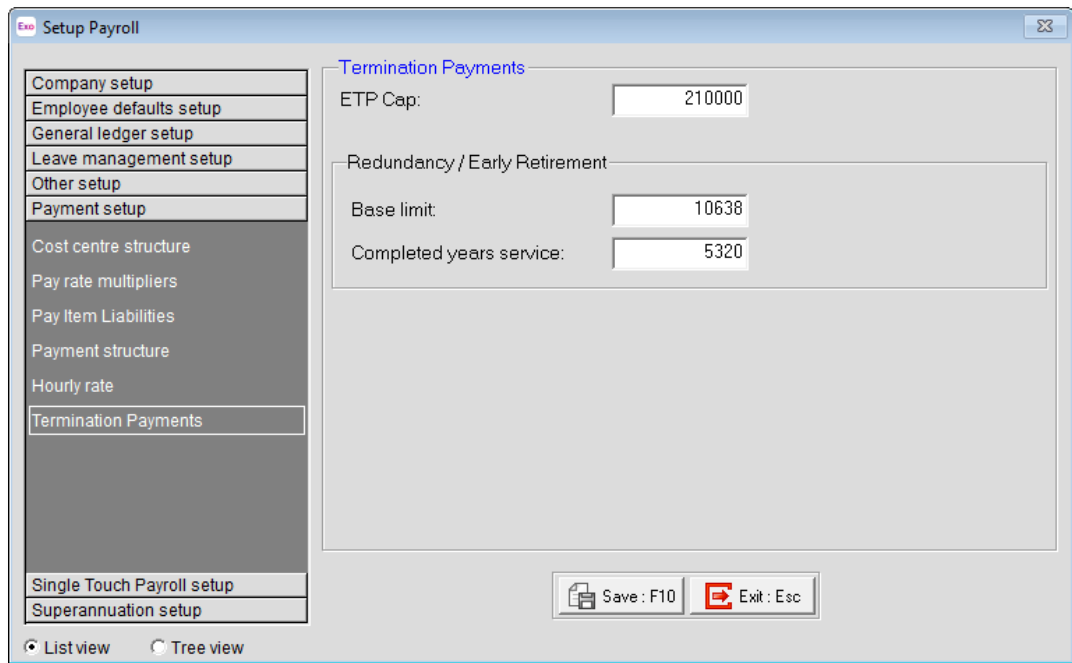 Exo Setup Payroll
Company setup
Employee defaults setup
General ledger setup
Leave management setup
Other setup
Payment setup
Cost centre structure
Pay rate multipliers
Pay Item Liabilities
Payment structure
Hourly rate
Termination Payments
Single Touch Payroll setup
Superannuation setup
List view Tree view
Termination Payments
ETP Cap: 210000
Redundancy / Early Retirement
Base limit: 10638
Completed years service: 5320
Save : F10 Exit : Esc